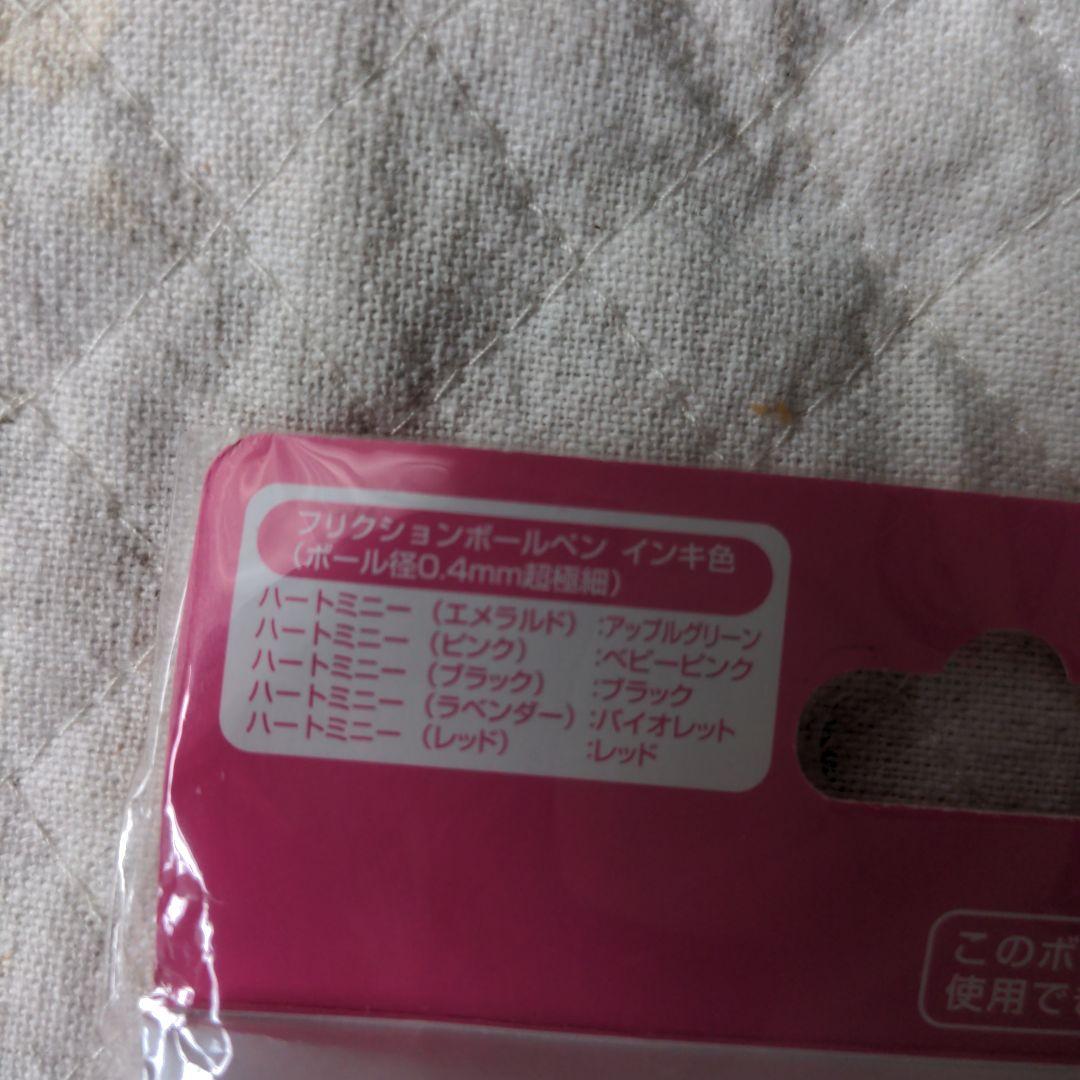 フリクションボールペン インキ色
(ボール径0.4mm超極細)
ハートミニー (エメラルド) :アップルグリーン
ハートミニー (ピンク) :ベビーピンク
ハートミニー (ブラック) :ブラック
ハートミニー (ラベンダー) :バイオレット
ハートミニー (レッド) :レッド
このボ
使用で